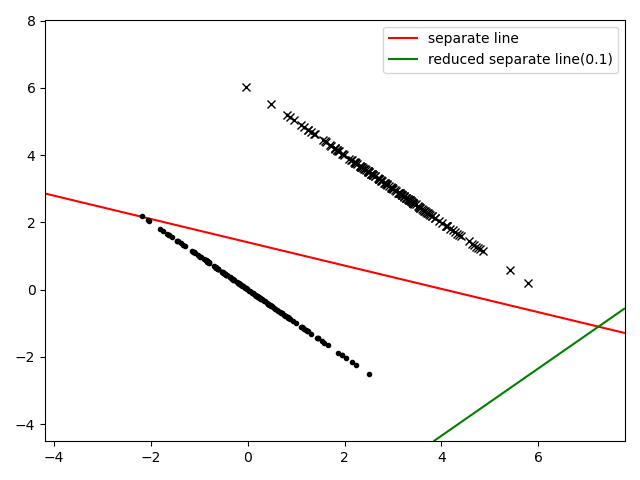 8
separate line
reduced separate line(0.1)
6
4
2
0
−2
−4
−4 −2 0 2 4 6